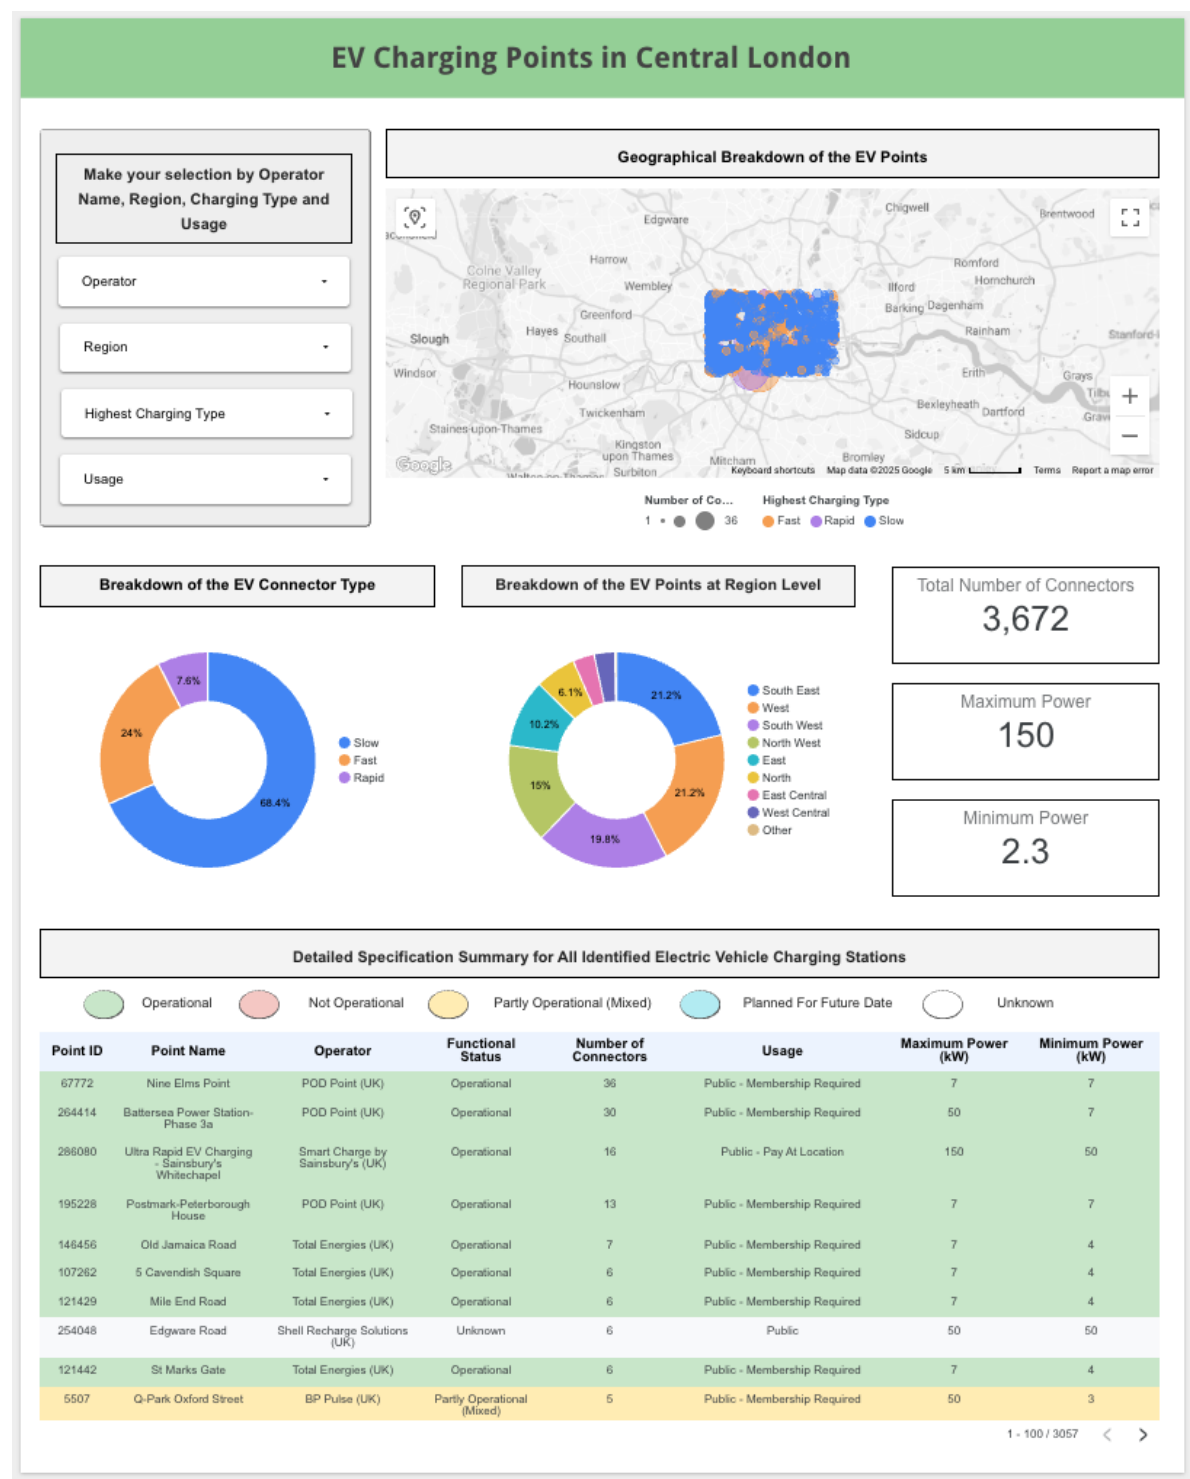 EV Charging Points in Central London
Make your selection by Operator
Name, Region, Charging Type and
Usage
Operator
Region
Highest Charging Type
Usage
Geographical Breakdown of the EV Points
Chigwell
Brentwood
Edgware
Harrow
Romford
Colne Valley
Regional Park
Hornchurch
Wembley
Ilford
Barking
Dagenham
Greenford
Hayes
Southall
Rainham
Slough
Windsor
Erith
Grays
Hounslow
Bexleyheath
Dartford
Twickenham
Staines-upon-Thames
Sidcup
Kingston
upon Thames
Mitcham
Bromley
Surbiton
Google
Keyboard shortcuts
Map data ©2025 Google
5 km
Terms
Report a map error
Number of Co...
Highest Charging Type
1
36
Fast
Rapid
Slow
Breakdown of the EV Connector Type
7.6%
24%
68.4%
Slow
Fast
Rapid
Breakdown of the EV Points at Region Level
21.2%
21.2%
19.8%
15%
10.2%
6.1%
South East
West
South West
North West
East
North
East Central
West Central
Other
Total Number of Connectors
3,672
Maximum Power
150
Minimum Power
2.3
Detailed Specification Summary for All Identified Electric Vehicle Charging Stations
Operational
Not Operational
Partly Operational (Mixed)
Planned For Future Date
Unknown
Point ID Point Name Operator Functional Status Number of Connectors Usage Maximum Power (kW) Minimum Power (kW)
67772 Nine Elms Point POD Point (UK) Operational 36 Public - Membership Required 7 7
264414 Battersea Power Station- Phase 3a POD Point (UK) Operational 30 Public - Membership Required 50 7
286080 Ultra Rapid EV Charging - Sainsbury's Whitechapel Smart Charge by Sainsbury's (UK) Operational 16 Public - Pay At Location 150 50
195228 Postmark-Peterborough House POD Point (UK) Operational 13 Public - Membership Required 7 7
146456 Old Jamaica Road Total Energies (UK) Operational 7 Public - Membership Required 7 4
107262 5 Cavendish Square Total Energies (UK) Operational 6 Public - Membership Required 7 4
121429 Mile End Road Total Energies (UK) Operational 6 Public - Membership Required 7 4
254048 Edgware Road Shell Recharge Solutions (UK) Unknown 6 Public 50 50
121442 St Marks Gate Total Energies (UK) Operational 6 Public - Membership Required 7 4
5507 Q-Park Oxford Street BP Pulse (UK) Partly Operational (Mixed) 5 Public - Membership Required 50 3
1 - 100 / 3057